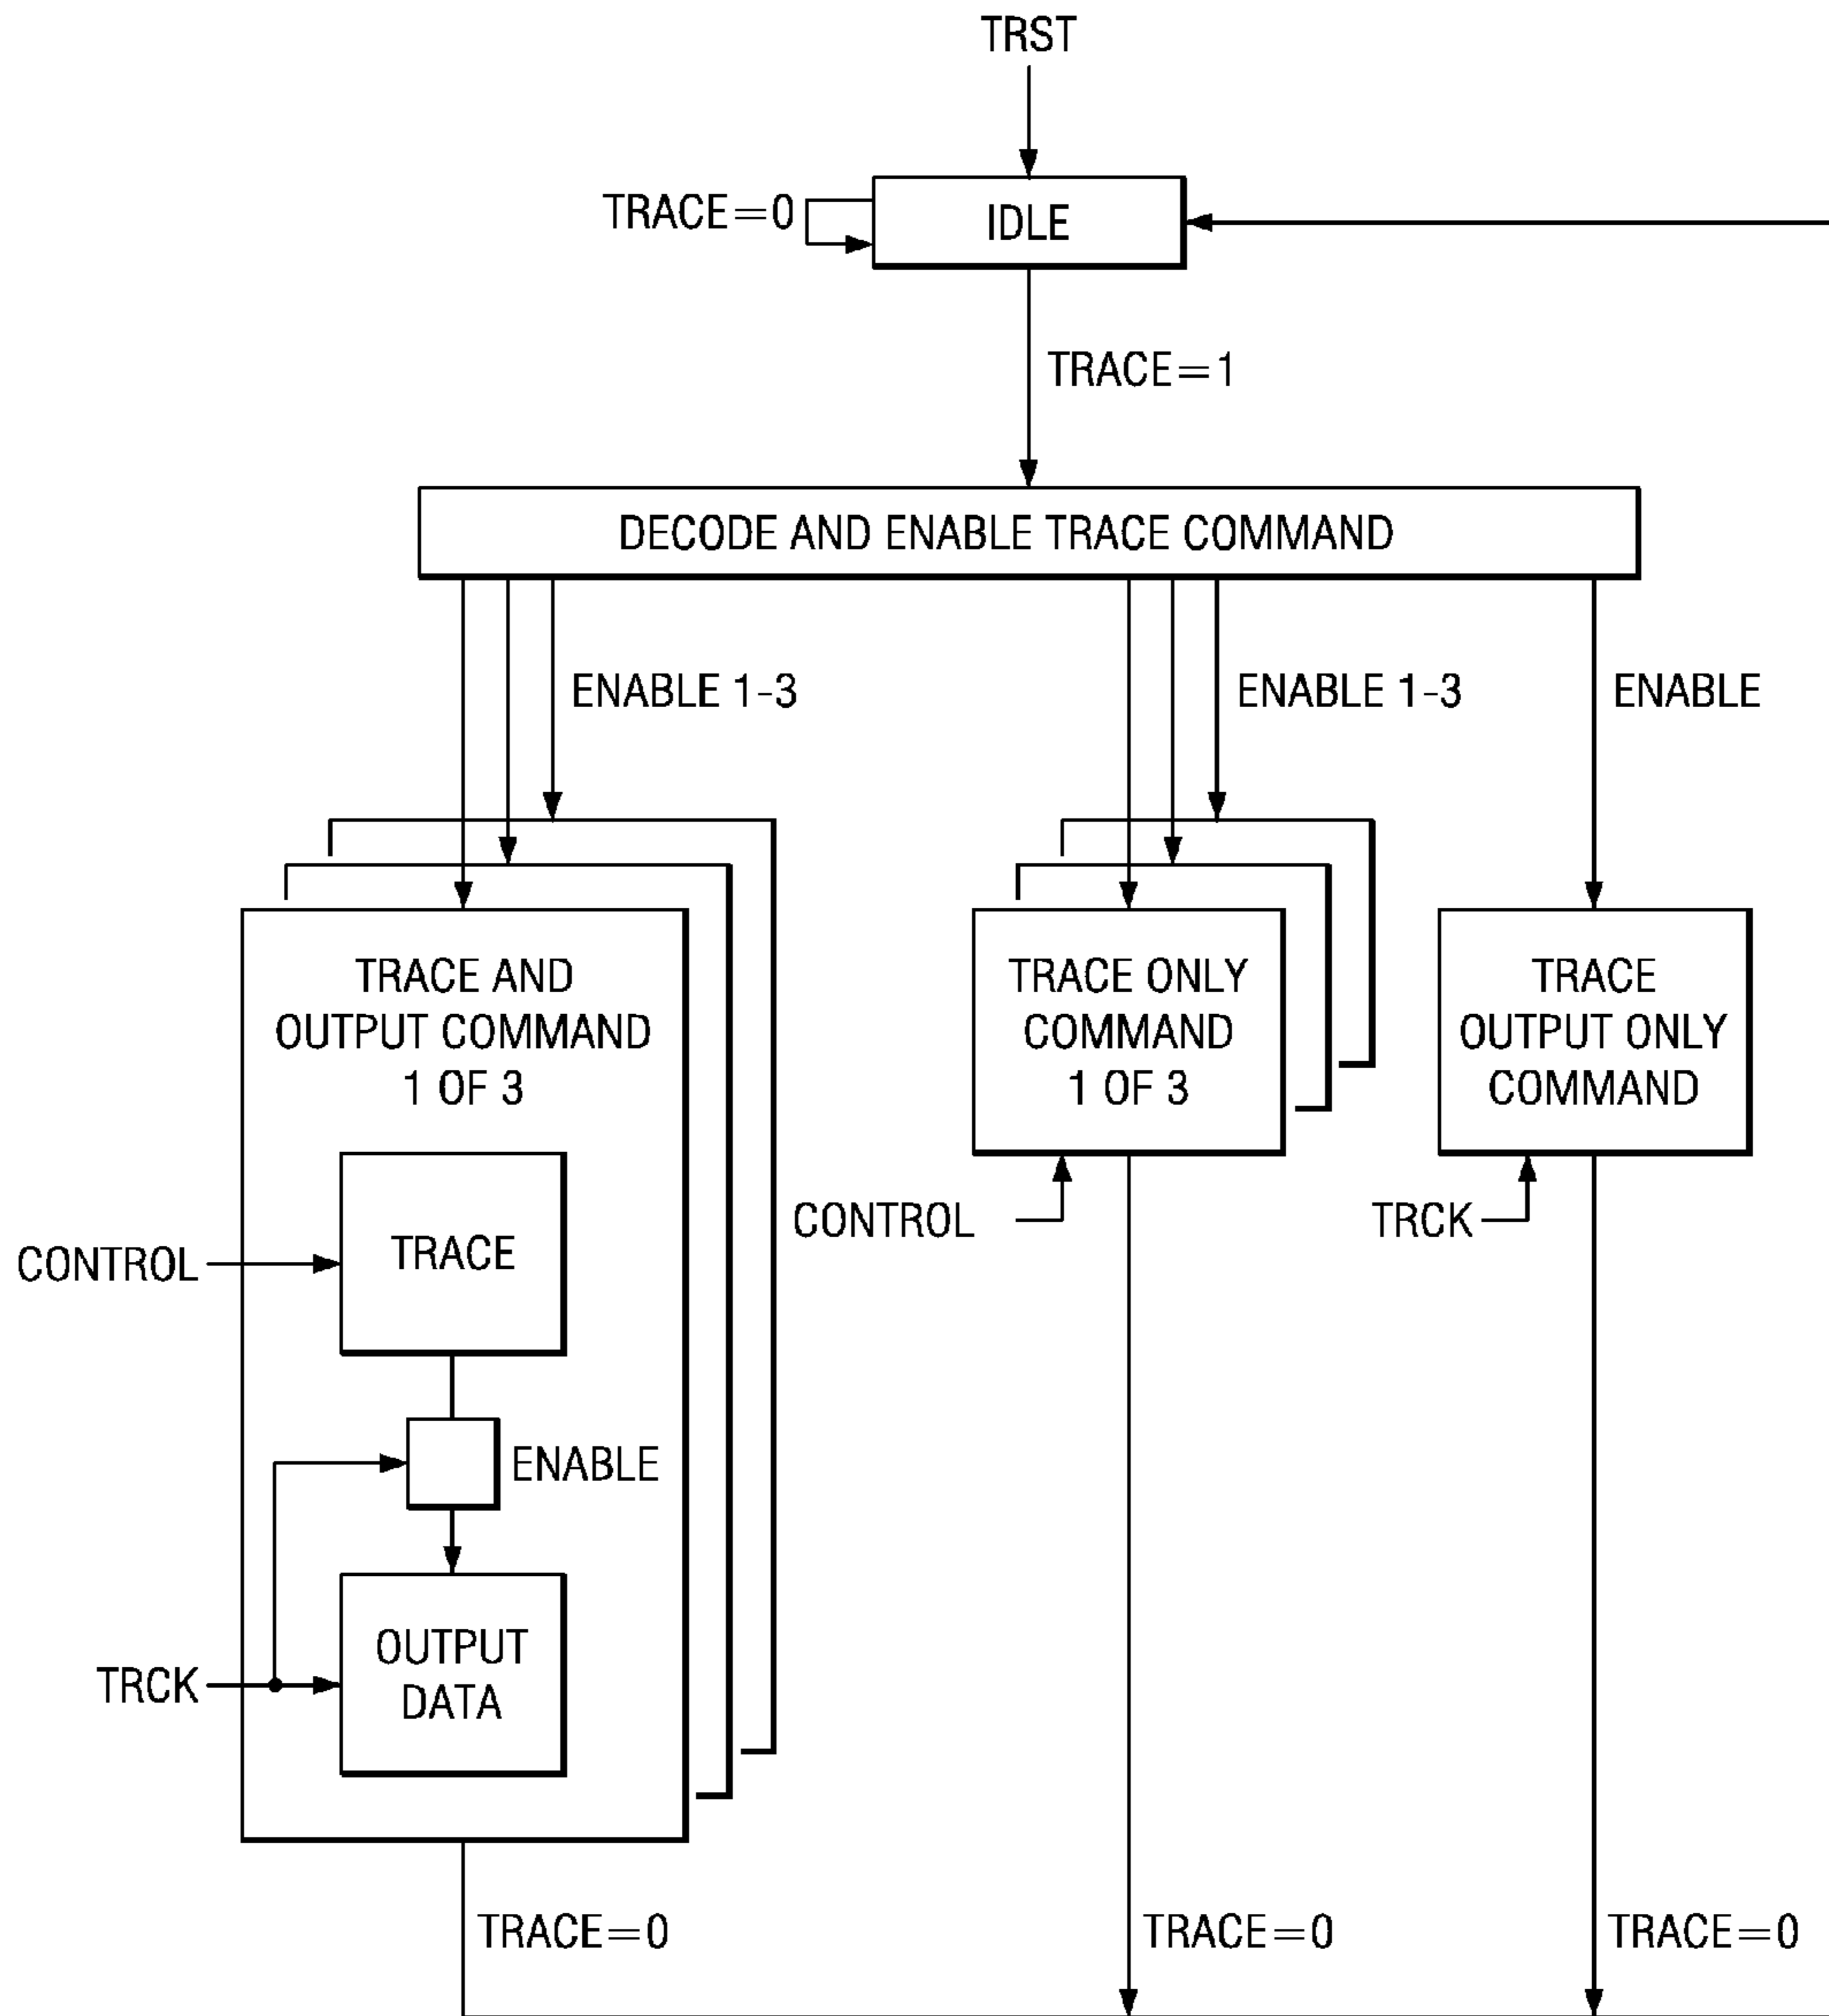 TRST
TRACE=0
IDLE
TRACE=1
DECODE AND ENABLE TRACE COMMAND
ENABLE 1-3
ENABLE 1-3
ENABLE
TRACE AND
OUTPUT COMMAND
1 OF 3
TRACE ONLY
COMMAND
1 OF 3
TRACE
OUTPUT ONLY
COMMAND
CONTROL
TRCK
CONTROL
TRACE
ENABLE
TRCK
OUTPUT
DATA
TRACE=0
TRACE=0
TRACE=0